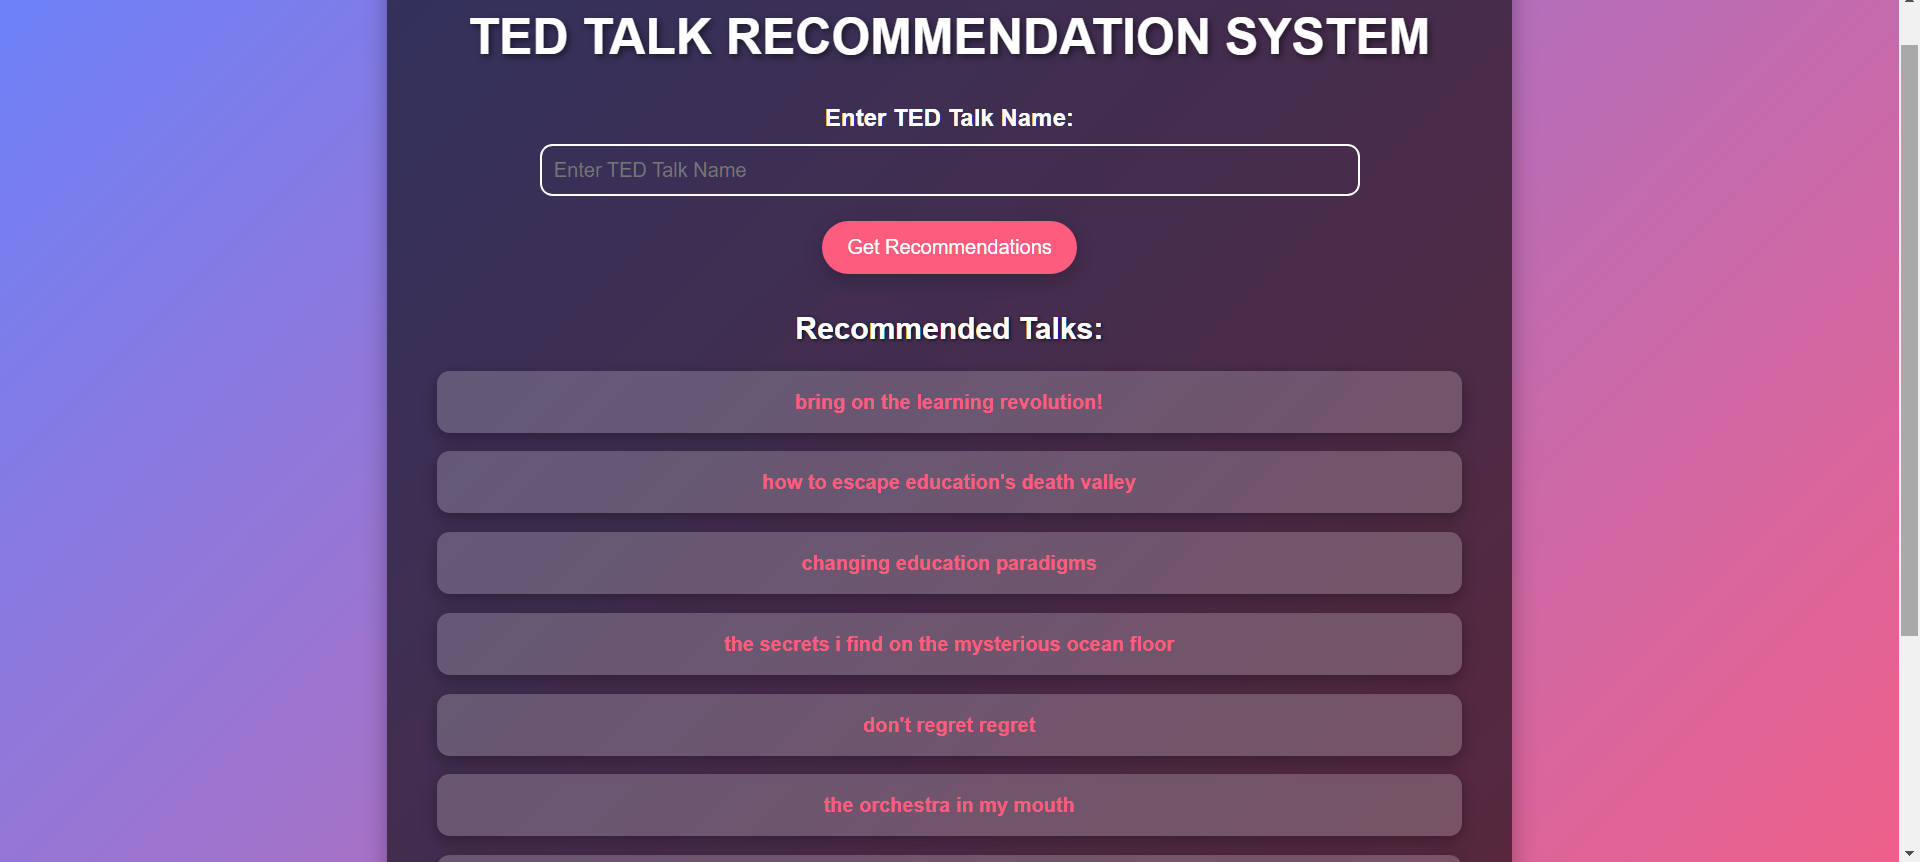 TED TALK RECOMMENDATION SYSTEM
Enter TED Talk Name:
Enter TED Talk Name
Get Recommendations
Recommended Talks:
bring on the learning revolution!
how to escape education's death valley
changing education paradigms
the secrets i find on the mysterious ocean floor
don't regret regret
the orchestra in my mouth